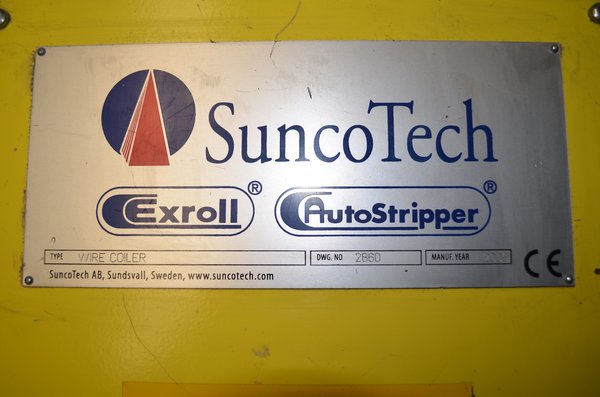 SuncoTech
Exroll® AutoStripper®
TYPE WIRE COILER DWG. NO 2860 MANUF. YEAR
SuncoTech AB, Sundsvall, Sweden, www.suncotech.com
CE